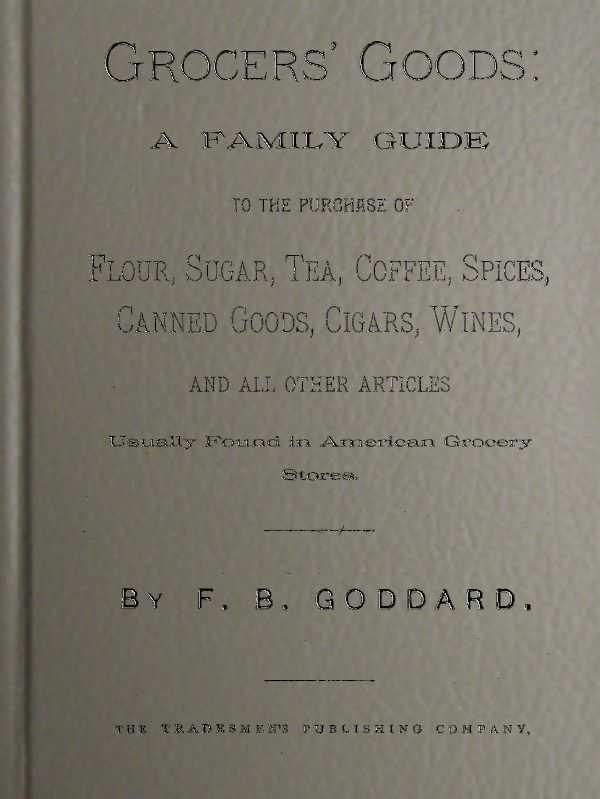 GROCERS' GOODS:
A FAMILY GUIDE
TO THE PURCHASE OF
FLOUR, SUGAR, TEA, COFFEE, SPICES,
CANNED GOODS, CIGARS, WINES,
AND ALL OTHER ARTICLES
Usually Found in American Grocery
Stores.
BY F. B. GODDARD.
THE TRADESMEN'S PUBLISHING COMPANY,